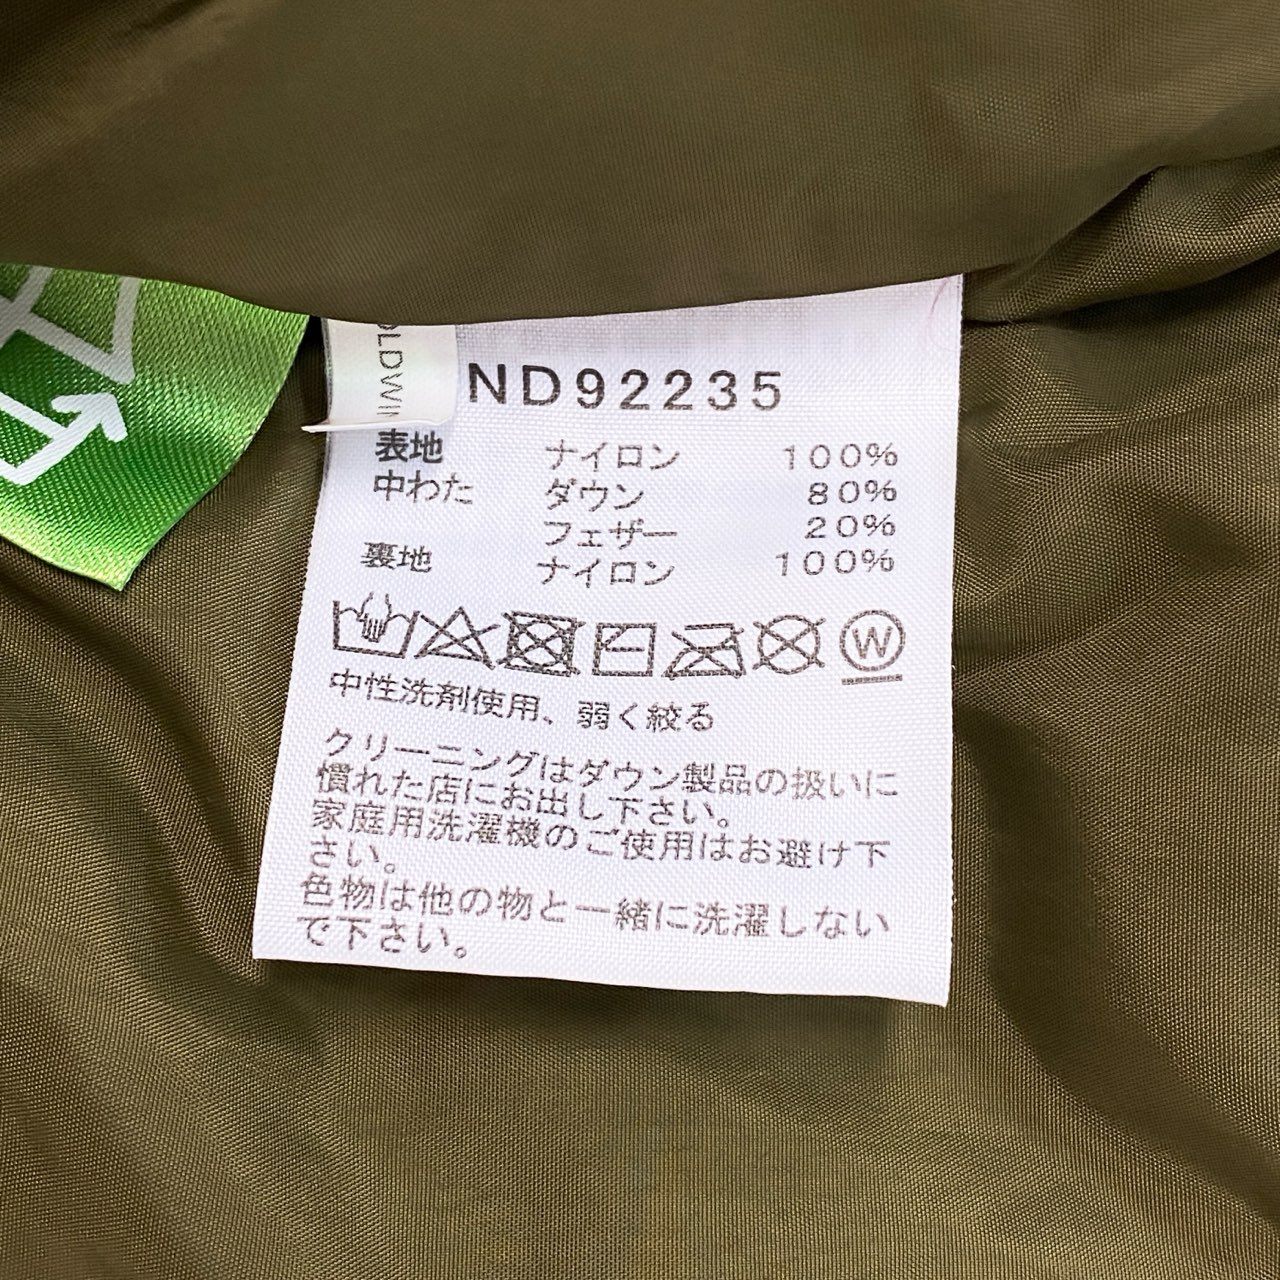 ND92235
表地 ナイロン 100%
中わた ダウン 80%
フェザー 20%
裏地 ナイロン 100%
W
中性洗剤使用、弱く絞る
クリーニングはダウン製品の扱いに
慣れた店にお出し下さい。
家庭用洗濯機のご使用はお避け下
さい。
色物は他の物と一緒に洗濯しない
で下さい。